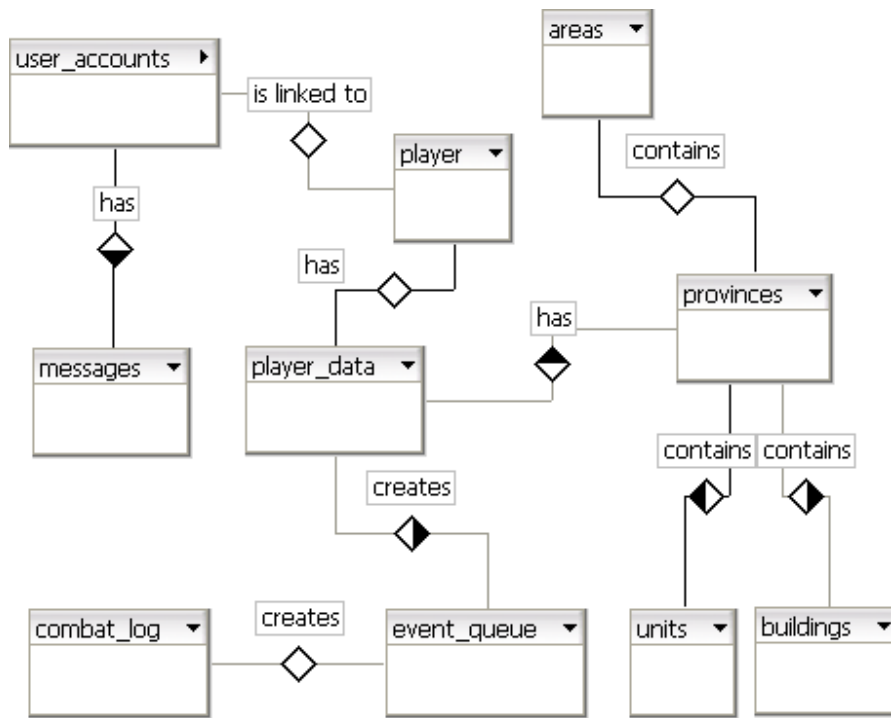 areas
user_accounts
is linked to
player
contains
has
has
provinces
has
messages
player_data
contains
contains
creates
combat_log
creates
event_queue
units
buildings